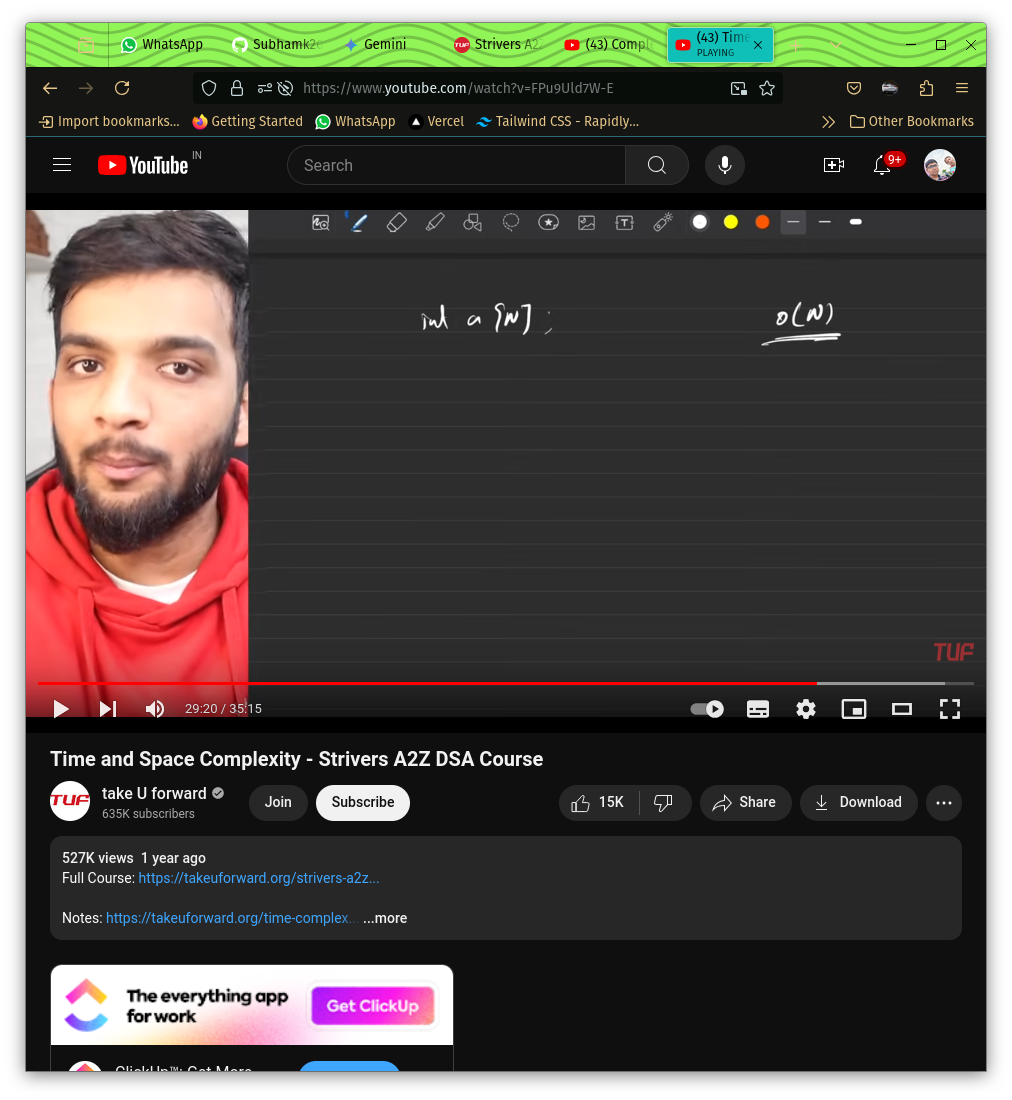 WhatsApp
Subhamk2
Gemini
TUF Strivers A2
(43) Compl
(43) Time
PLAYING
https://www.youtube.com/watch?v=FPu9Uld7W-E
Import bookmarks...
Getting Started
WhatsApp
Vercel
Tailwind CSS - Rapidly...
Other Bookmarks
YouTube IN
Search
9+
int a[N];
O(N)
TUF
29:20 / 35:15
Time and Space Complexity - Strivers A2Z DSA Course
TUF
take U forward
635K subscribers
Join
Subscribe
15K
Share
Download
527K views 1 year ago
Full Course: https://takeuforward.org/strivers-a2z...
Notes: https://takeuforward.org/time-complex... ...more
The everything app
for work
Get ClickUp
ClickUp™: Get More